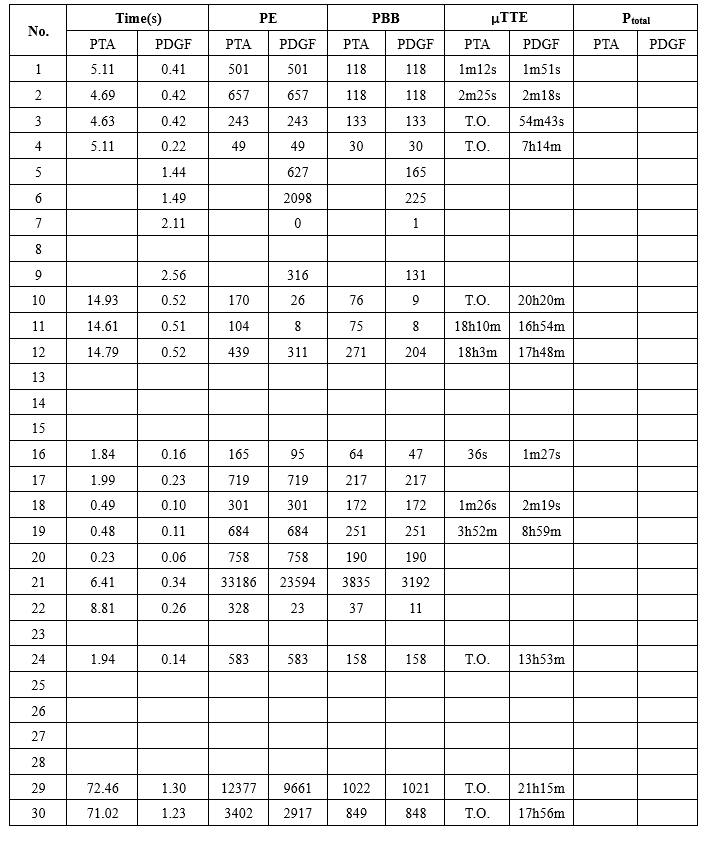 No. Time(s) PE PBB μTTE Ptotal
PTA PDGF PTA PDGF PTA PDGF PTA PDGF PTA PDGF
1 5.11 0.41 501 501 118 118 1m12s 1m51s
2 4.69 0.42 657 657 118 118 2m25s 2m18s
3 4.63 0.42 243 243 133 133 T.O. 54m43s
4 5.11 0.22 49 49 30 30 T.O. 7h14m
5 1.44 627 165
6 1.49 2098 225
7 2.11 0 1
8
9 2.56 316 131
10 14.93 0.52 170 26 76 9 T.O. 20h20m
11 14.61 0.51 104 8 75 8 18h10m 16h54m
12 14.79 0.52 439 311 271 204 18h3m 17h48m
13
14
15
16 1.84 0.16 165 95 64 47 36s 1m27s
17 1.99 0.23 719 719 217 217
18 0.49 0.10 301 301 172 172 1m26s 2m19s
19 0.48 0.11 684 684 251 251 3h52m 8h59m
20 0.23 0.06 758 758 190 190
21 6.41 0.34 33186 23594 3835 3192
22 8.81 0.26 328 23 37 11
23
24 1.94 0.14 583 583 158 158 T.O. 13h53m
25
26
27
28
29 72.46 1.30 12377 9661 1022 1021 T.O. 21h15m
30 71.02 1.23 3402 2917 849 848 T.O. 17h56m